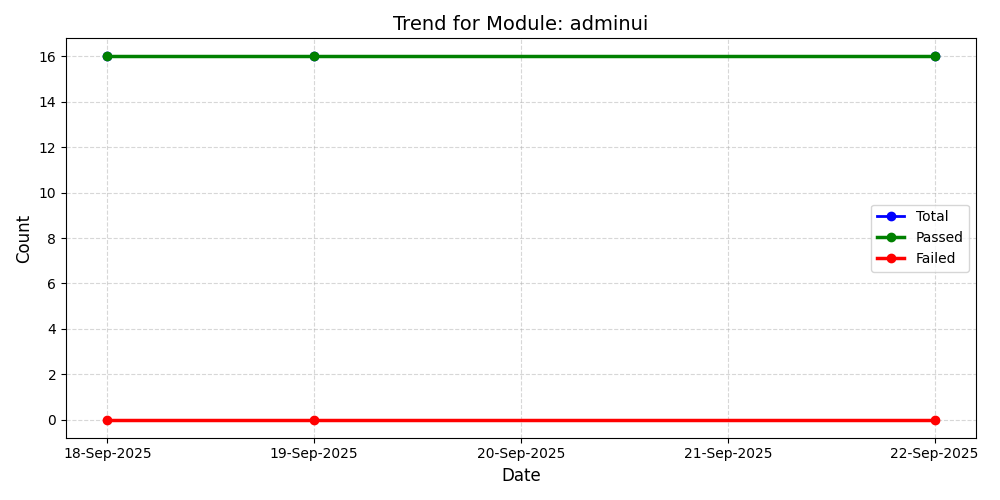 Trend for Module: adminui
16
14
12
10
8
6
4
2
0
Count
Total
Passed
Failed
18-Sep-2025
19-Sep-2025
20-Sep-2025
21-Sep-2025
22-Sep-2025
Date